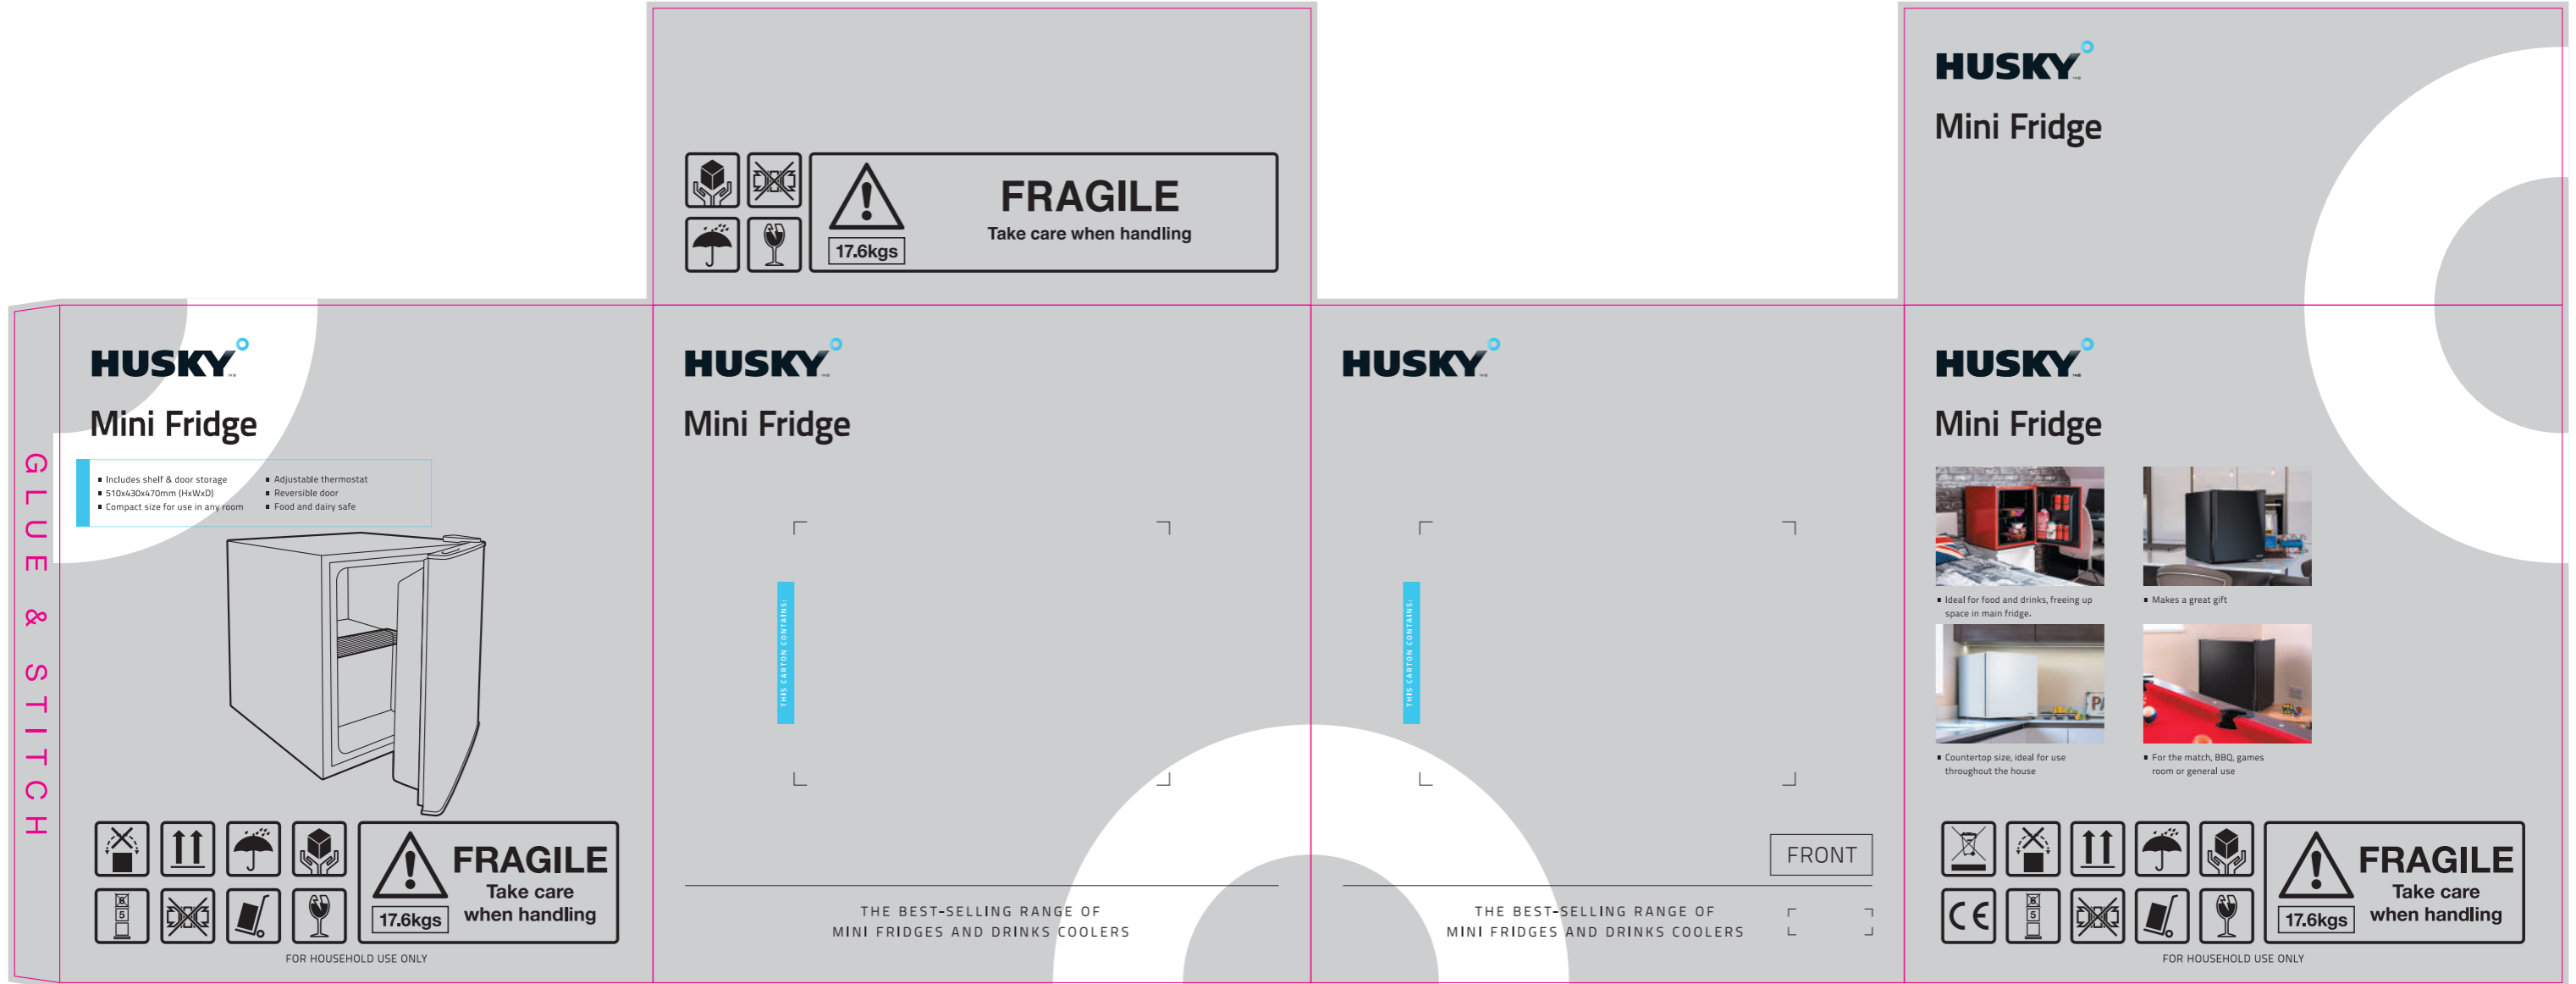 FRAGILE
Take care when handling
17.6kgs
HUSKY
Mini Fridge
GLUE & STITCH
HUSKY
Mini Fridge
Includes shelf & door storage
510x430x470mm (HxWxD)
Compact size for use in any room
Adjustable thermostat
Reversible door
Food and dairy safe
6
5
FRAGILE
Take care
when handling
17.6kgs
FOR HOUSEHOLD USE ONLY
HUSKY
Mini Fridge
THIS CARTON CONTAINS:
THE BEST-SELLING RANGE OF
MINI FRIDGES AND DRINKS COOLERS
HUSKY
THIS CARTON CONTAINS:
FRONT
THE BEST-SELLING RANGE OF
MINI FRIDGES AND DRINKS COOLERS
HUSKY
Mini Fridge
Ideal for food and drinks, freeing up
space in main fridge.
Makes a great gift
Countertop size, ideal for use
throughout the house
For the match, BBQ, games
room or general use
CE
6
5
FRAGILE
Take care
when handling
17.6kgs
FOR HOUSEHOLD USE ONLY